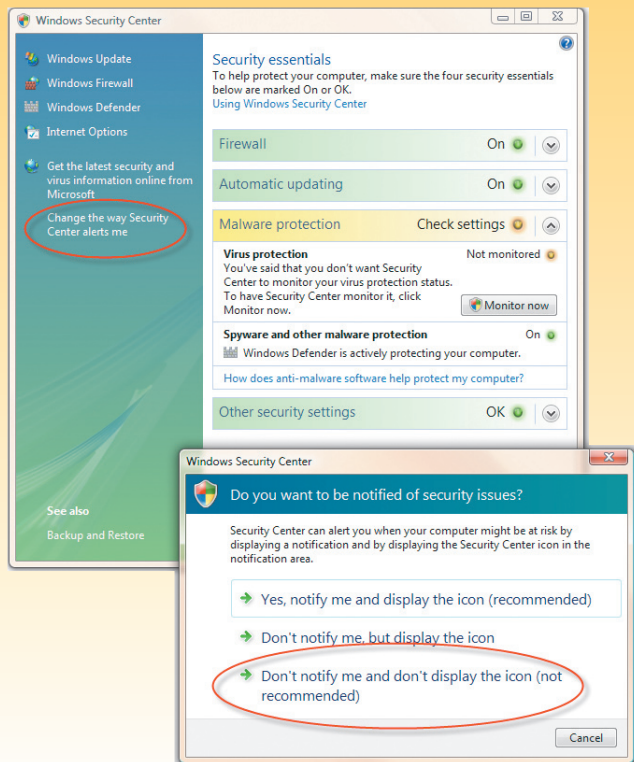 Windows Security Center
Windows Update
Windows Firewall
Windows Defender
Internet Options
Get the latest security and
virus information online from
Microsoft
Change the way Security
Center alerts me
See also
Backup and Restore
Security essentials
To help protect your computer, make sure the four security essentials
below are marked On or OK.
Using Windows Security Center
Firewall On
Automatic updating On
Malware protection Check settings
Virus protection Not monitored
You've said that you don't want Security
Center to monitor your virus protection status.
To have Security Center monitor it, click
Monitor now.
Monitor now
Spyware and other malware protection On
Windows Defender is actively protecting your computer.
How does anti-malware software help protect my computer?
Other security settings OK
Windows Security Center
Do you want to be notified of security issues?
Security Center can alert you when your computer might be at risk by
displaying a notification and by displaying the Security Center icon in the
notification area.
Yes, notify me and display the icon (recommended)
Don't notify me, but display the icon
Don't notify me and don't display the icon (not
recommended)
Cancel